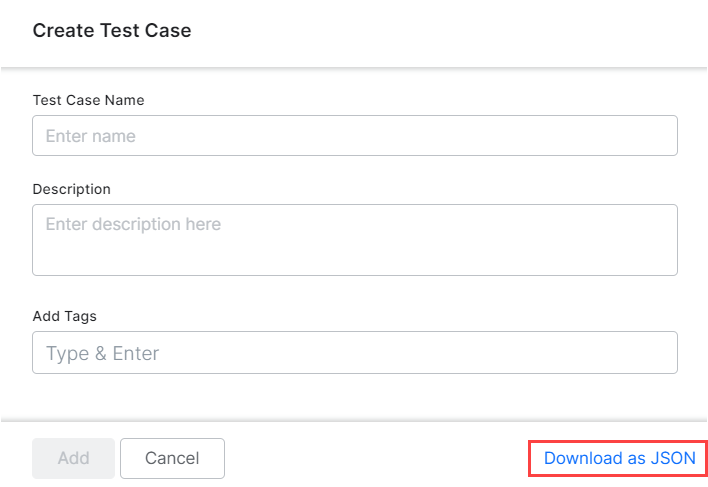 Create Test Case
Test Case Name
Enter name
Description
Enter description here
Add Tags
Type & Enter
Add
Cancel
Download as JSON